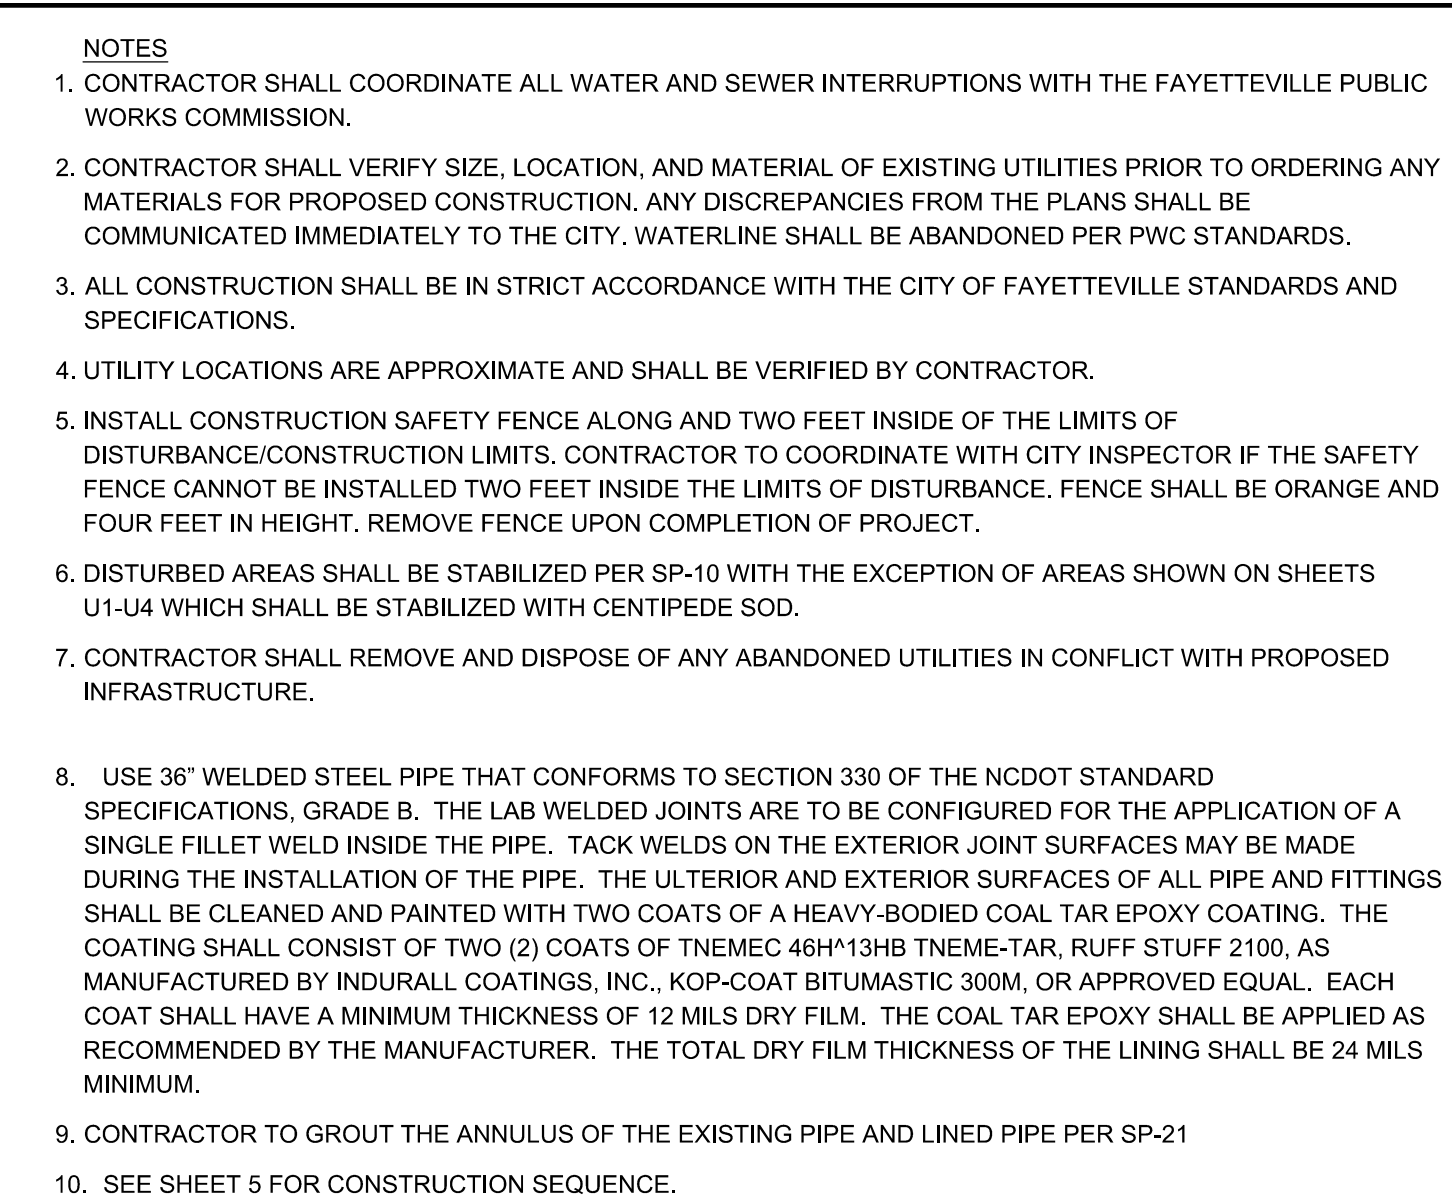 NOTES
1. CONTRACTOR SHALL COORDINATE ALL WATER AND SEWER INTERRUPTIONS WITH THE FAYETTEVILLE PUBLIC
WORKS COMMISSION.
2. CONTRACTOR SHALL VERIFY SIZE, LOCATION, AND MATERIAL OF EXISTING UTILITIES PRIOR TO ORDERING ANY
MATERIALS FOR PROPOSED CONSTRUCTION. ANY DISCREPANCIES FROM THE PLANS SHALL BE
COMMUNICATED IMMEDIATELY TO THE CITY. WATERLINE SHALL BE ABANDONED PER PWC STANDARDS.
3. ALL CONSTRUCTION SHALL BE IN STRICT ACCORDANCE WITH THE CITY OF FAYETTEVILLE STANDARDS AND
SPECIFICATIONS.
4. UTILITY LOCATIONS ARE APPROXIMATE AND SHALL BE VERIFIED BY CONTRACTOR.
5. INSTALL CONSTRUCTION SAFETY FENCE ALONG AND TWO FEET INSIDE OF THE LIMITS OF
DISTURBANCE/CONSTRUCTION LIMITS. CONTRACTOR TO COORDINATE WITH CITY INSPECTOR IF THE SAFETY
FENCE CANNOT BE INSTALLED TWO FEET INSIDE THE LIMITS OF DISTURBANCE. FENCE SHALL BE ORANGE AND
FOUR FEET IN HEIGHT. REMOVE FENCE UPON COMPLETION OF PROJECT.
6. DISTURBED AREAS SHALL BE STABILIZED PER SP-10 WITH THE EXCEPTION OF AREAS SHOWN ON SHEETS
U1-U4 WHICH SHALL BE STABILIZED WITH CENTIPEDE SOD.
7. CONTRACTOR SHALL REMOVE AND DISPOSE OF ANY ABANDONED UTILITIES IN CONFLICT WITH PROPOSED
INFRASTRUCTURE.
8. USE 36” WELDED STEEL PIPE THAT CONFORMS TO SECTION 330 OF THE NCDOT STANDARD
SPECIFICATIONS, GRADE B. THE LAB WELDED JOINTS ARE TO BE CONFIGURED FOR THE APPLICATION OF A
SINGLE FILLET WELD INSIDE THE PIPE. TACK WELDS ON THE EXTERIOR JOINT SURFACES MAY BE MADE
DURING THE INSTALLATION OF THE PIPE. THE ULTERIOR AND EXTERIOR SURFACES OF ALL PIPE AND FITTINGS
SHALL BE CLEANED AND PAINTED WITH TWO COATS OF A HEAVY-BODIED COAL TAR EPOXY COATING. THE
COATING SHALL CONSIST OF TWO (2) COATS OF TNEMEC 46H^13HB TNEME-TAR, RUFF STUFF 2100, AS
MANUFACTURED BY INDURALL COATINGS, INC., KOP-COAT BITUMASTIC 300M, OR APPROVED EQUAL. EACH
COAT SHALL HAVE A MINIMUM THICKNESS OF 12 MILS DRY FILM. THE COAL TAR EPOXY SHALL BE APPLIED AS
RECOMMENDED BY THE MANUFACTURER. THE TOTAL DRY FILM THICKNESS OF THE LINING SHALL BE 24 MILS
MINIMUM.
9. CONTRACTOR TO GROUT THE ANNULUS OF THE EXISTING PIPE AND LINED PIPE PER SP-21
10. SEE SHEET 5 FOR CONSTRUCTION SEQUENCE.